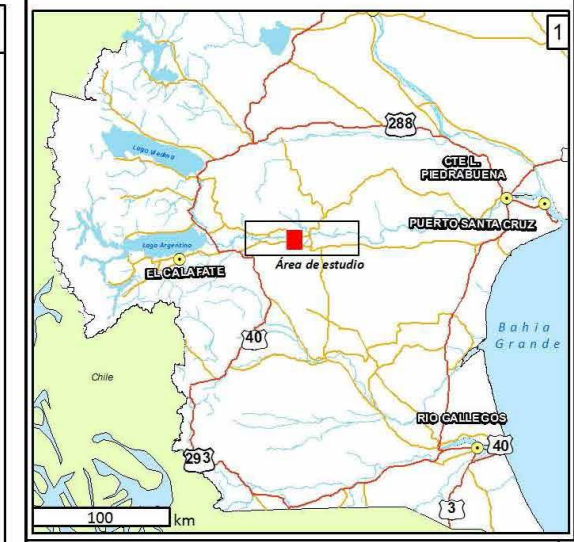 1
288
Lago Viedma
CTE L.
PIEDRABUENA
PUERTO SANTA CRUZ
Lago Argentino
EL CALAFATE
Área de estudio
40
Bahia
Grande
Chile
RIO GALLEGOS
40
293
3
100
km